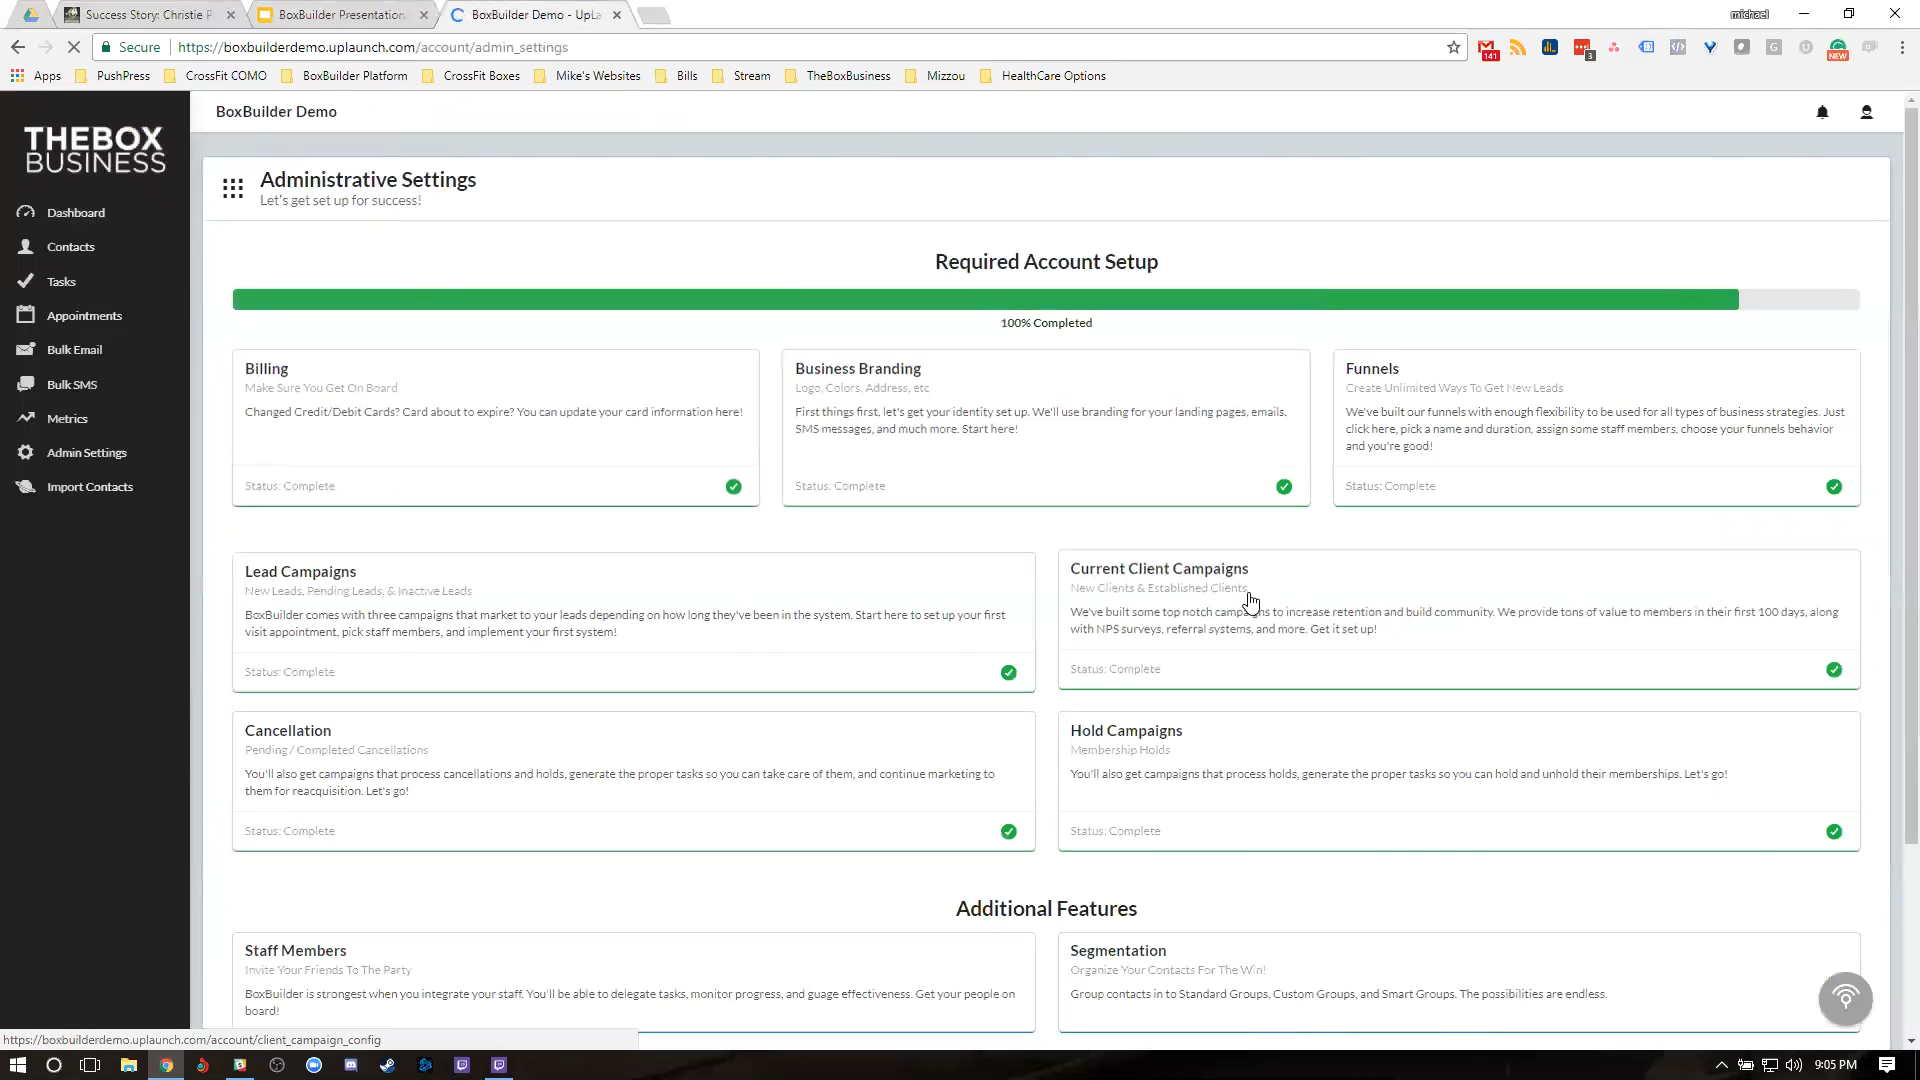 Success Story: Christie P
BoxBuilder Presentation
BoxBuilder Demo - UpLa
michael
Secure
https://boxbuilderdemo.uplaunch.com/account/admin_settings
141
3
NEW
Apps
PushPress
CrossFit COMO
BoxBuilder Platform
CrossFit Boxes
Mike's Websites
Bills
Stream
TheBoxBusiness
Mizzou
HealthCare Options
THEBOX
BUSINESS
Dashboard
Contacts
Tasks
Appointments
Bulk Email
Bulk SMS
Metrics
Admin Settings
Import Contacts
BoxBuilder Demo
Administrative Settings
Let's get set up for success!
Required Account Setup
100% Completed
Billing
Make Sure You Get On Board
Changed Credit/Debit Cards? Card about to expire? You can update your card information here!
Status: Complete
Business Branding
Logo, Colors, Address, etc
First things first, let's get your identity set up. We'll use branding for your landing pages, emails,
SMS messages, and much more. Start here!
Status: Complete
Funnels
Create Unlimited Ways To Get New Leads
We've built our funnels with enough flexibility to be used for all types of business strategies. Just
click here, pick a name and duration, assign some staff members, choose your funnels behavior
and you're good!
Status: Complete
Lead Campaigns
New Leads, Pending Leads, & Inactive Leads
BoxBuilder comes with three campaigns that market to your leads depending on how long they've been in the system. Start here to set up your first
visit appointment, pick staff members, and implement your first system!
Status: Complete
Current Client Campaigns
New Clients & Established Clients
We've built some top notch campaigns to increase retention and build community. We provide tons of value to members in their first 100 days, along
with NPS surveys, referral systems, and more. Get it set up!
Status: Complete
Cancellation
Pending / Completed Cancellations
You'll also get campaigns that process cancellations and holds, generate the proper tasks so you can take care of them, and continue marketing to
them for reacquisition. Let's go!
Status: Complete
Hold Campaigns
Membership Holds
You'll also get campaigns that process holds, generate the proper tasks so you can hold and unhold their memberships. Let's go!
Status: Complete
Additional Features
Staff Members
Invite Your Friends To The Party
BoxBuilder is strongest when you integrate your staff. You'll be able to delegate tasks, monitor progress, and guage effectiveness. Get your people on
board!
Segmentation
Organize Your Contacts For The Win!
Group contacts in to Standard Groups, Custom Groups, and Smart Groups. The possibilities are endless.
https://boxbuilderdemo.uplaunch.com/account/client_campaign_config
9:05 PM